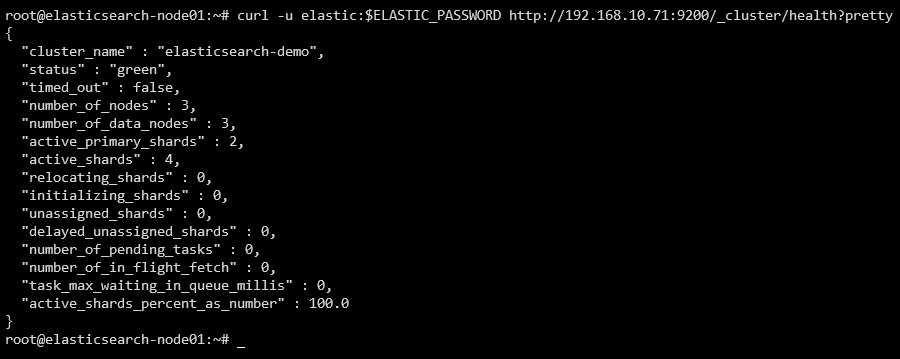 root@elasticsearch-node01:~# curl -u elastic:$ELASTIC_PASSWORD http://192.168.10.71:9200/_cluster/health?pretty
{
  "cluster_name" : "elasticsearch-demo",
  "status" : "green",
  "timed_out" : false,
  "number_of_nodes" : 3,
  "number_of_data_nodes" : 3,
  "active_primary_shards" : 2,
  "active_shards" : 4,
  "relocating_shards" : 0,
  "initializing_shards" : 0,
  "unassigned_shards" : 0,
  "delayed_unassigned_shards" : 0,
  "number_of_pending_tasks" : 0,
  "number_of_in_flight_fetch" : 0,
  "task_max_waiting_in_queue_millis" : 0,
  "active_shards_percent_as_number" : 100.0
}
root@elasticsearch-node01:~# _